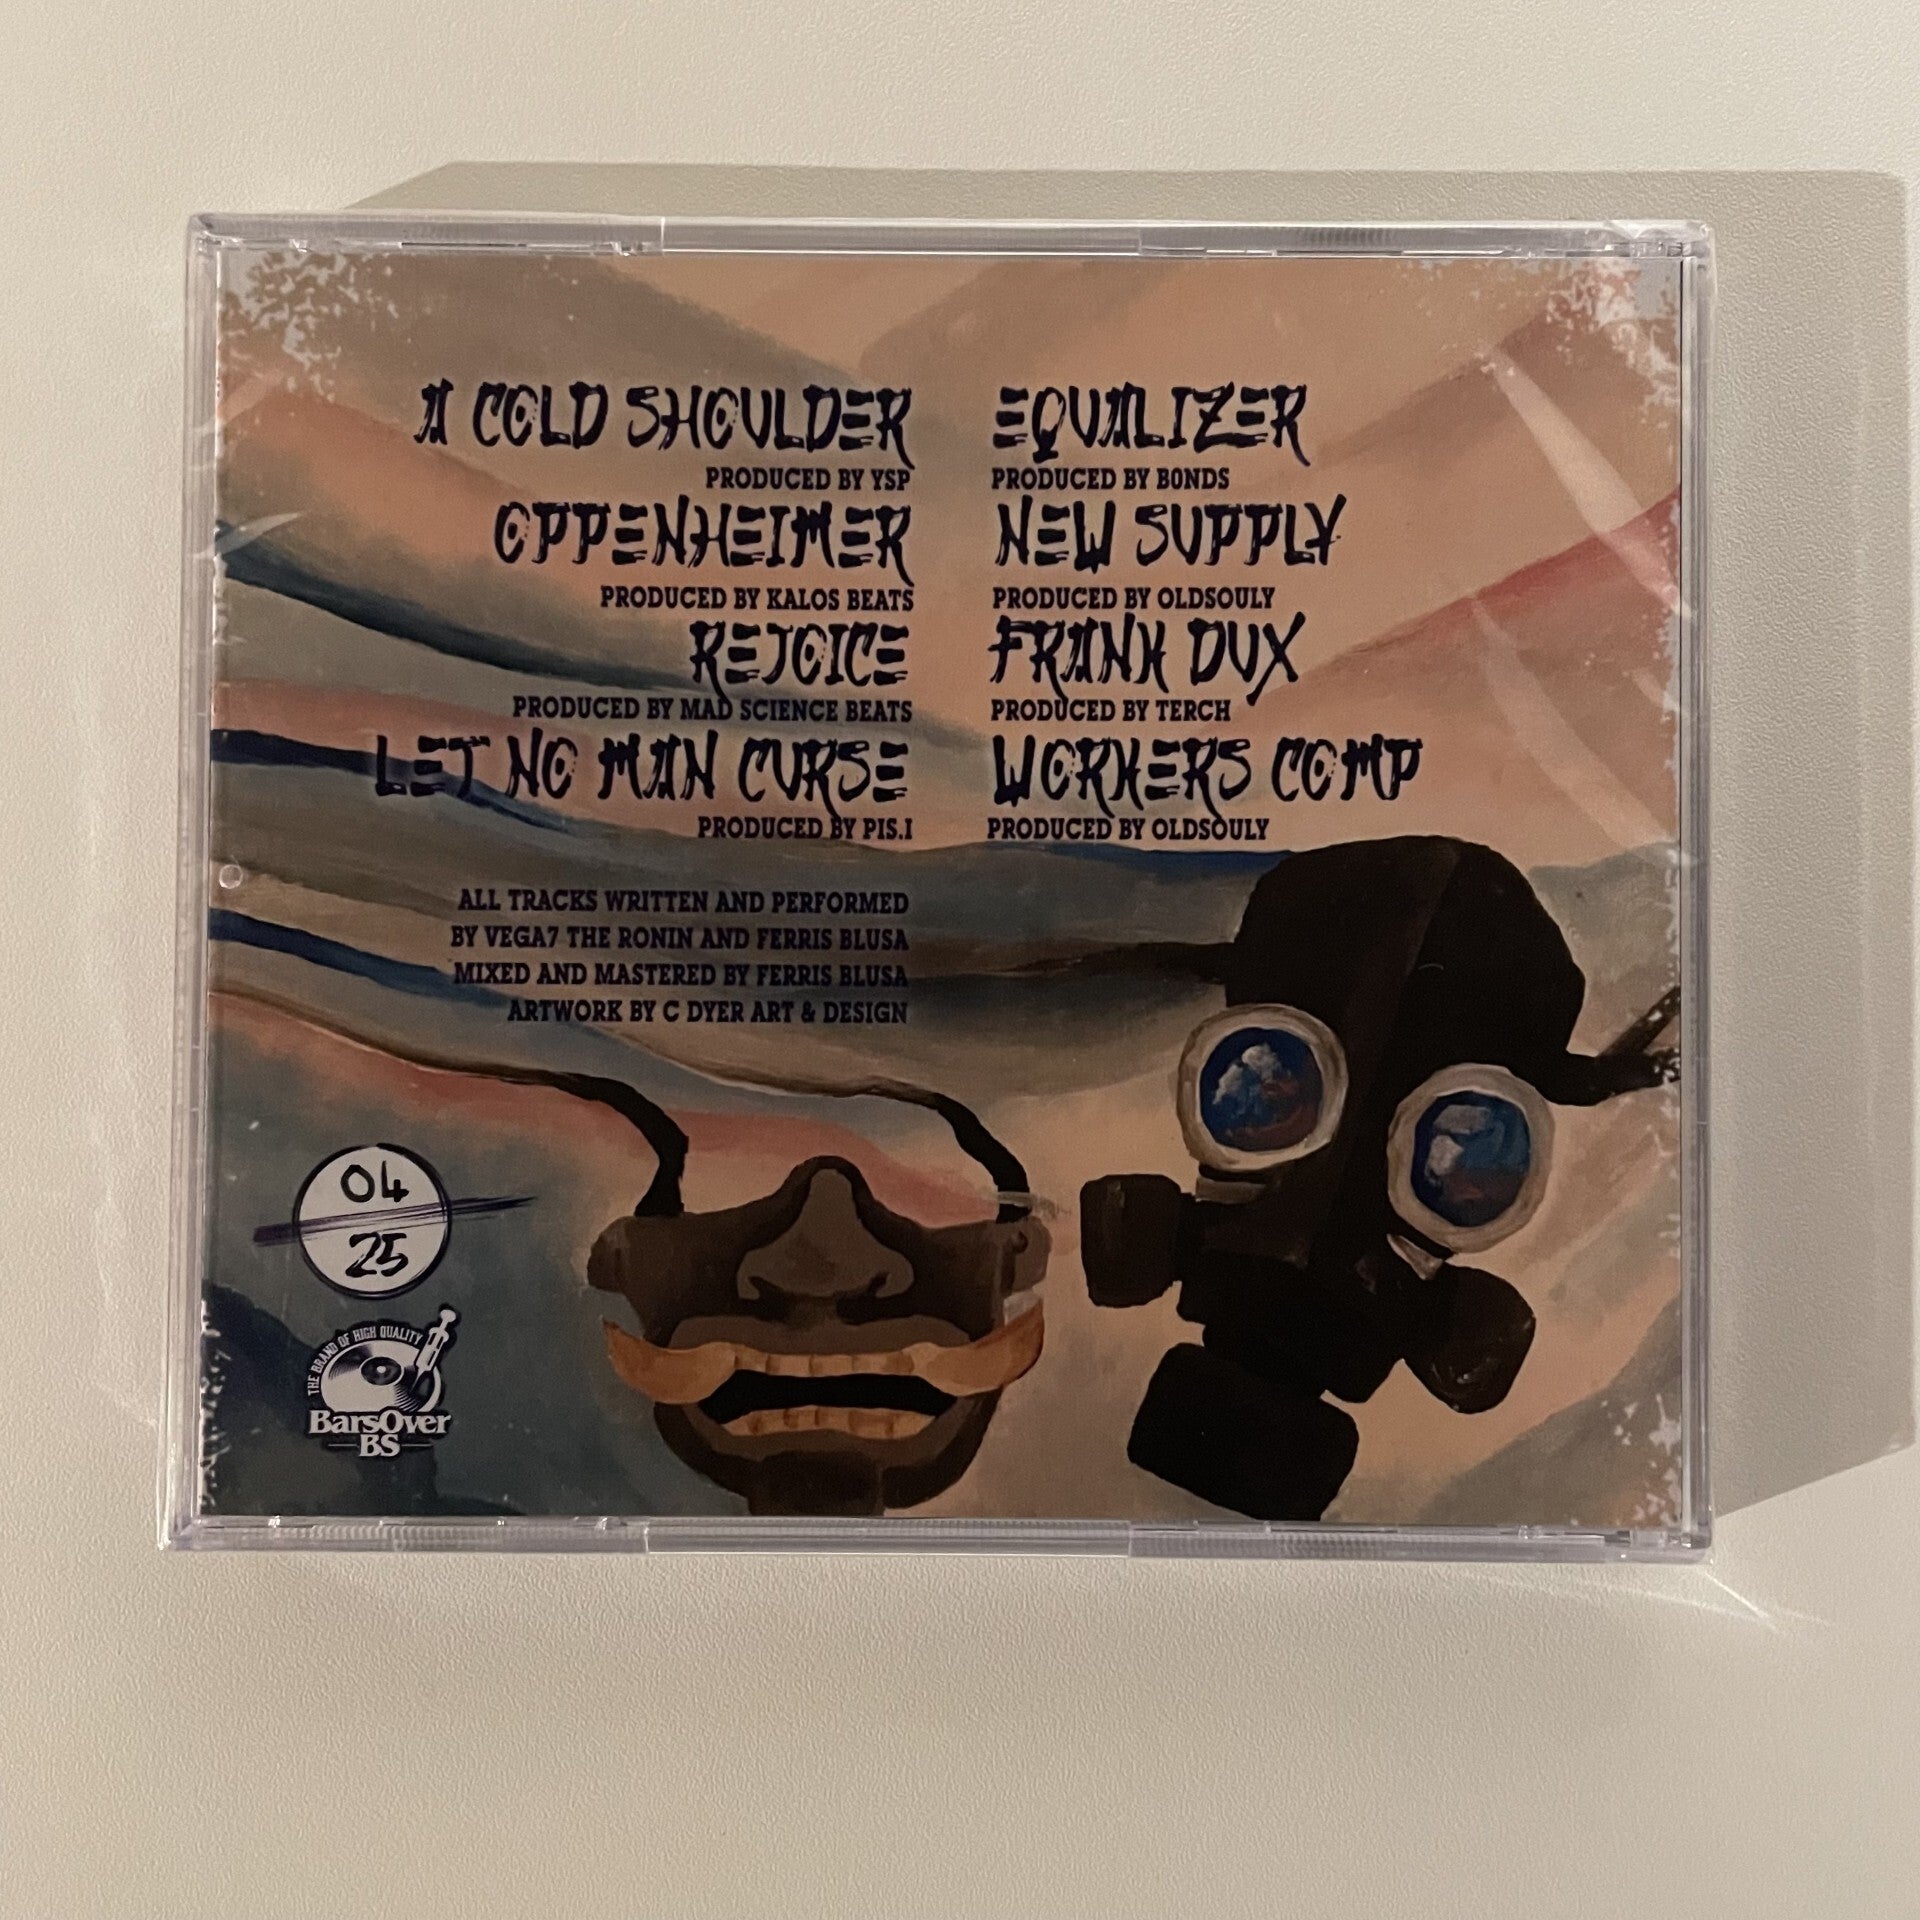 A COLD SHOULDER
PRODUCED BY YSP
OPPENHEIMER
PRODUCED BY KALOS BEATS
REJOICE
PRODUCED BY MAD SCIENCE BEATS
LET NO MAN CURSE
PRODUCED BY PIS.I
EQUALIZER
PRODUCED BY B0NDS
NEW SUPPLY
PRODUCED BY OLDSOULY
FRANK DUX
PRODUCED BY TERCH
WORKERS COMP
PRODUCED BY OLDSOULY
ALL TRACKS WRITTEN AND PERFORMED
BY VEGA7 THE RONIN AND FERRIS BLUSA
MIXED AND MASTERED BY FERRIS BLUSA
ARTWORK BY C DYER ART & DESIGN
04
25
THE BRAND OF HIGH QUALITY
BarsOver
BS